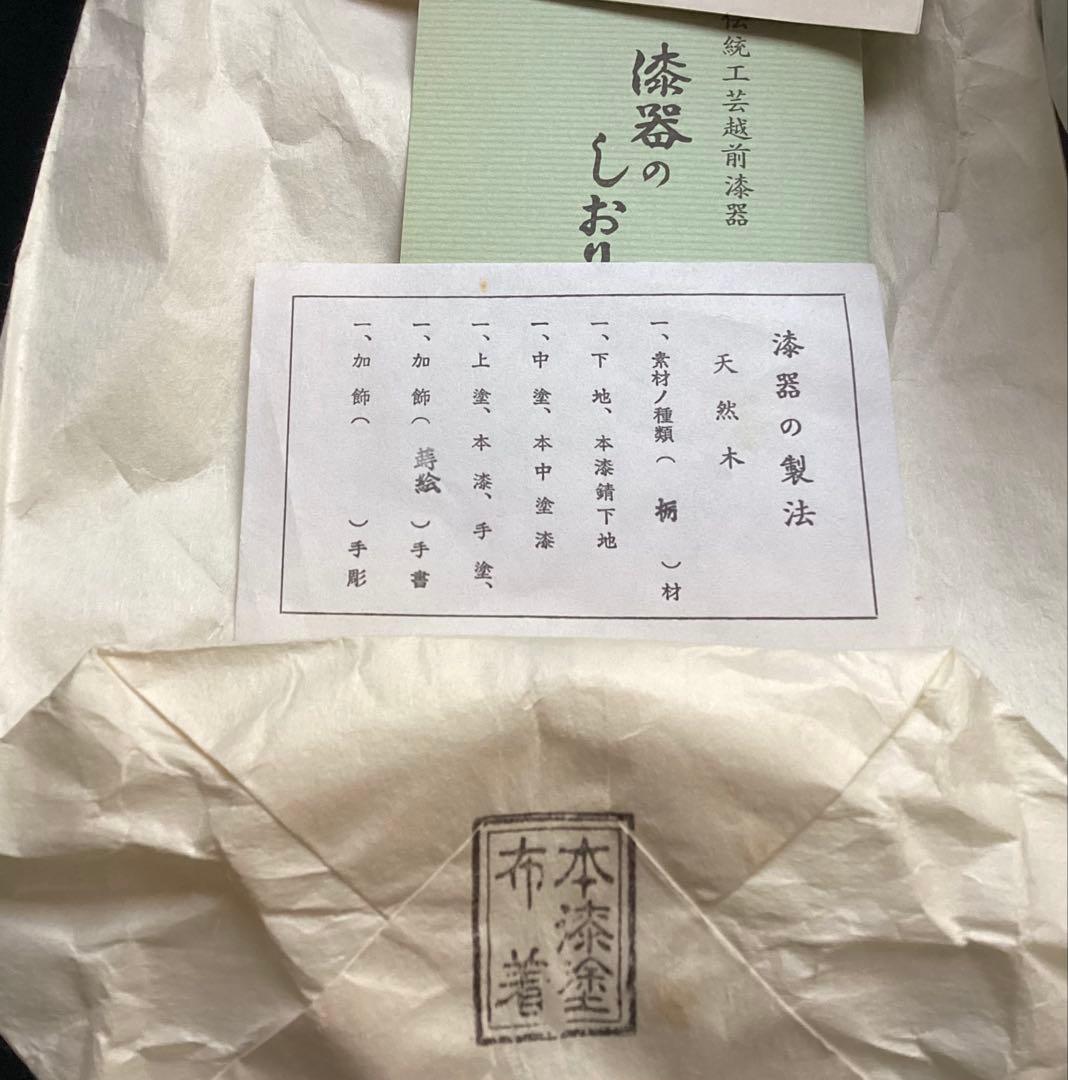 伝統工芸越前漆器
漆器の
しおり
漆器の製法
天然木
一、素材ノ種類（栃）材
一、下地、本漆錆下地
一、中塗、本中塗漆
一、上塗、本漆、手塗、
一、加飾（蒔絵）手書
一、加飾（　）手彫
本漆塗
布着